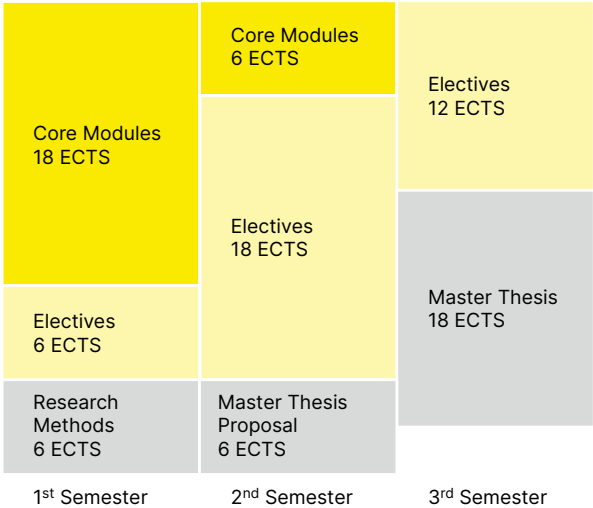 Core Modules
18 ECTS
Electives
6 ECTS
Research
Methods
6 ECTS
1st Semester
Core Modules
6 ECTS
Electives
18 ECTS
Master Thesis
Proposal
6 ECTS
2nd Semester
Electives
12 ECTS
Master Thesis
18 ECTS
3rd Semester